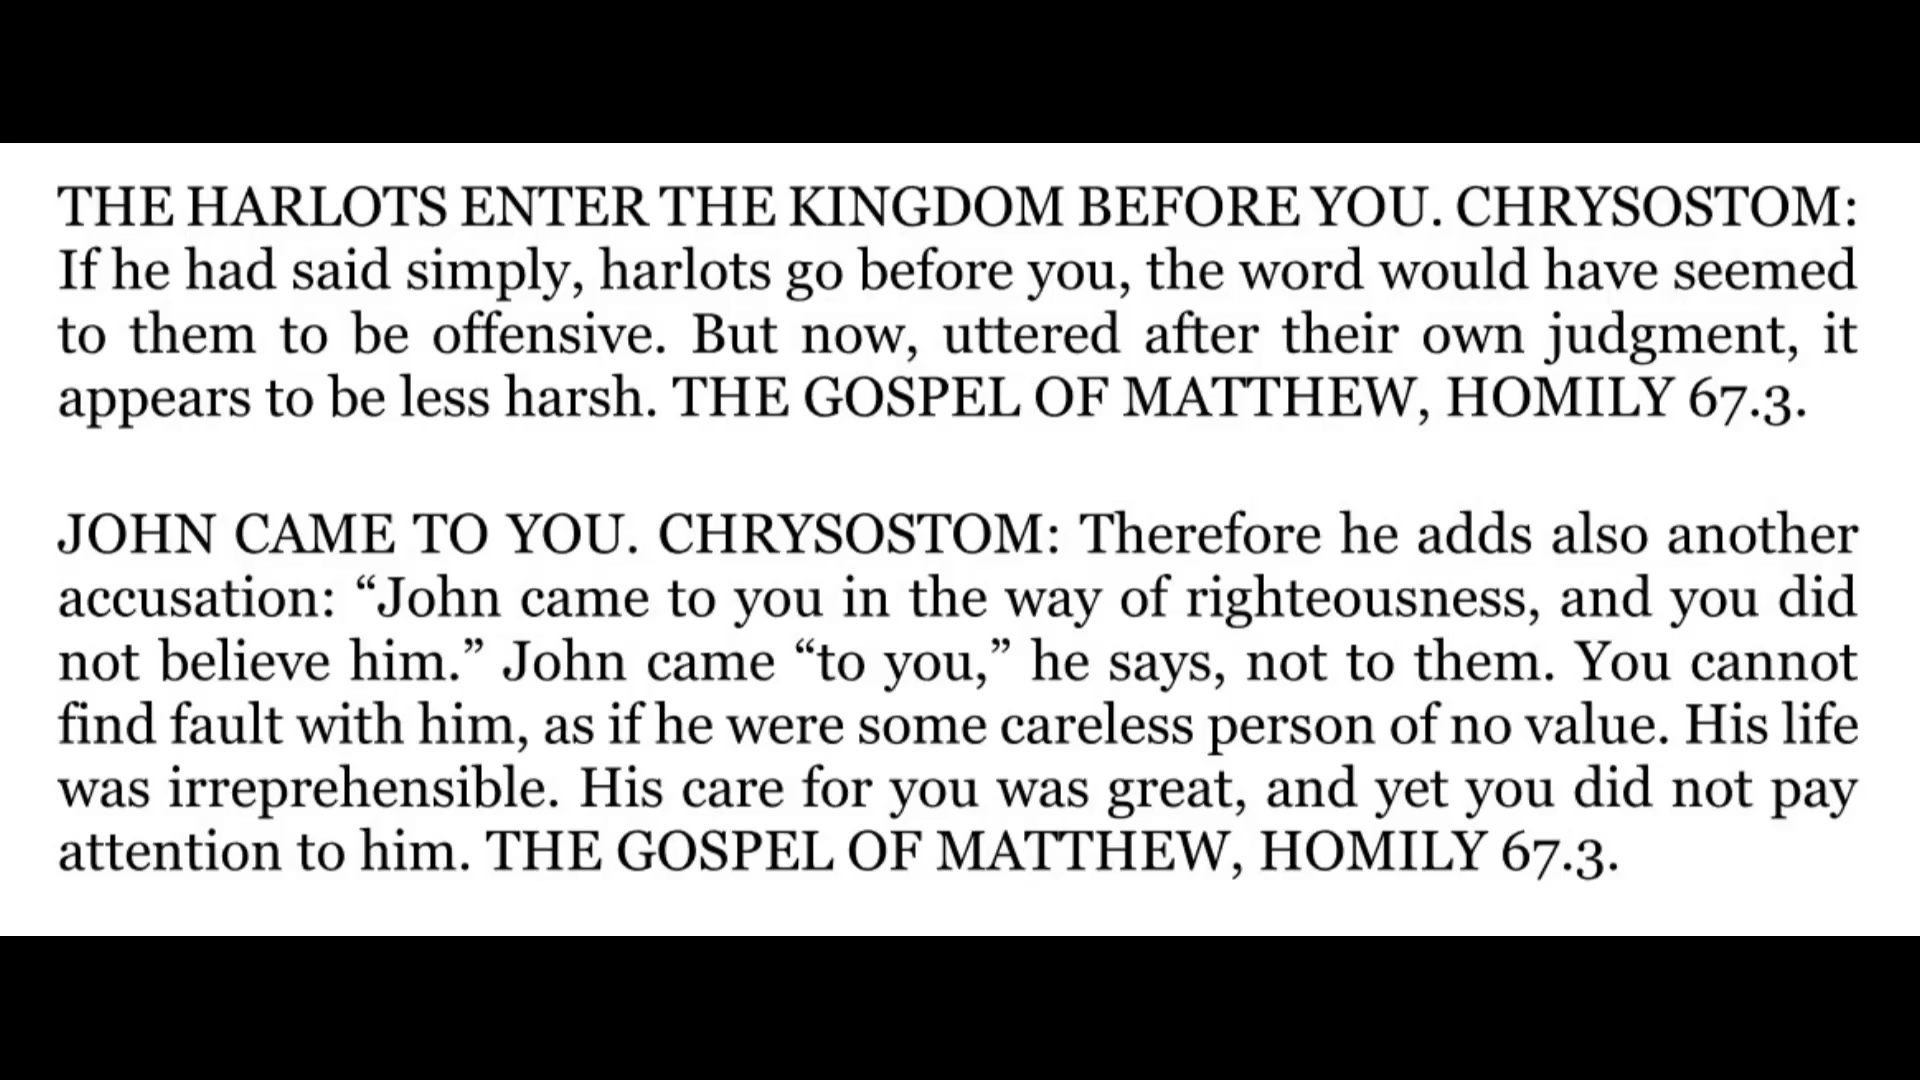 THE HARLOTS ENTER THE KINGDOM BEFORE YOU. CHRYSOSTOM:
If he had said simply, harlots go before you, the word would have seemed
to them to be offensive. But now, uttered after their own judgment, it
appears to be less harsh. THE GOSPEL OF MATTHEW, HOMILY 67.3.
JOHN CAME TO YOU. CHRYSOSTOM: Therefore he adds also another
accusation: “John came to you in the way of righteousness, and you did
not believe him.” John came “to you,” he says, not to them. You cannot
find fault with him, as if he were some careless person of no value. His life
was irreprehensible. His care for you was great, and yet you did not pay
attention to him. THE GOSPEL OF MATTHEW, HOMILY 67.3.